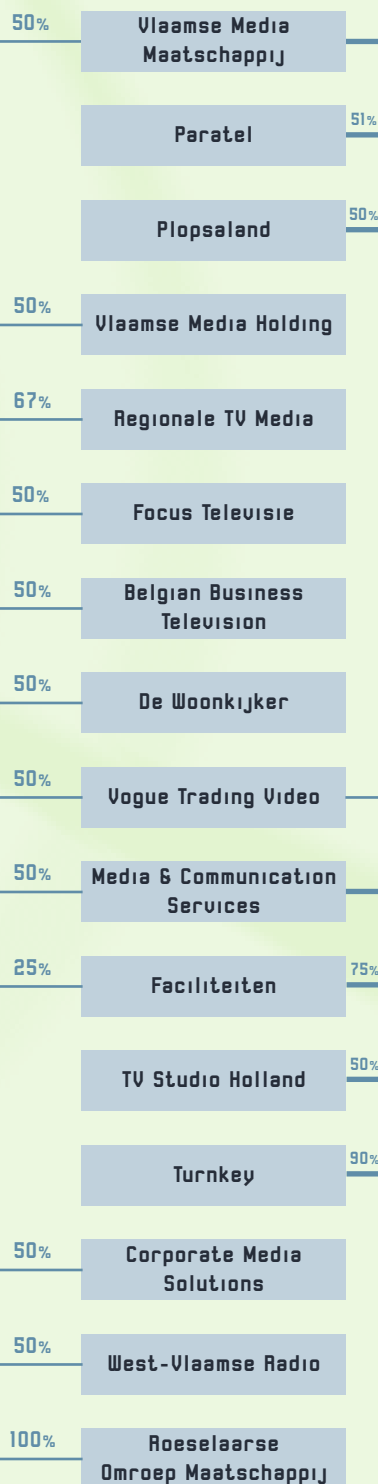 50%
Vlaamse Media
Maatschappij
Paratel
51%
Plopsaland
50%
50%
Vlaamse Media Holding
67%
Regionale TV Media
50%
Focus Televisie
50%
Belgian Business
Television
50%
De Woonkijker
50%
Vogue Trading Video
50%
Media & Communication
Services
25%
Faciliteiten
75%
TV Studio Holland
50%
Turnkey
90%
50%
Corporate Media
Solutions
50%
West-Vlaamse Radio
100%
Roeselaarse
Omroep Maatschappij